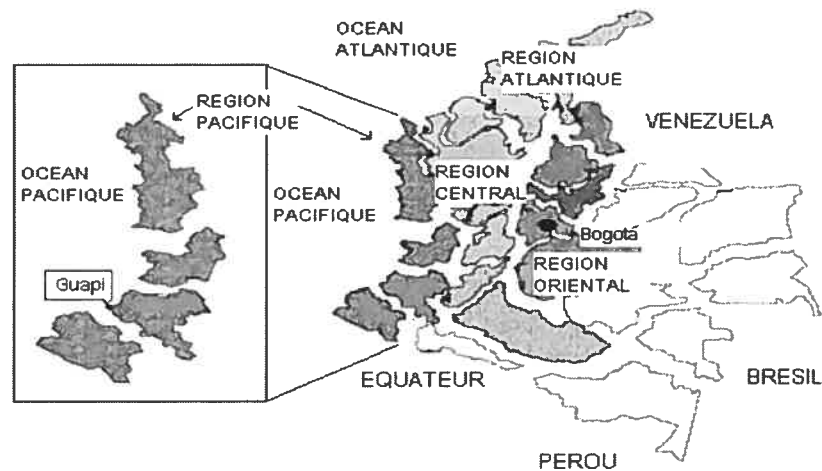 OCEAN
ATLANTIQUE
REGION
ATLANTIQUE
REGION
PACIFIQUE
VENEZUELA
OCEAN
PACIFIQUE
OCEAN
PACIFIQUE
REGION
CENTRAL
Bogotá
Guapi
REGION
ORIENTAL
EQUATEUR
BRESIL
PEROU